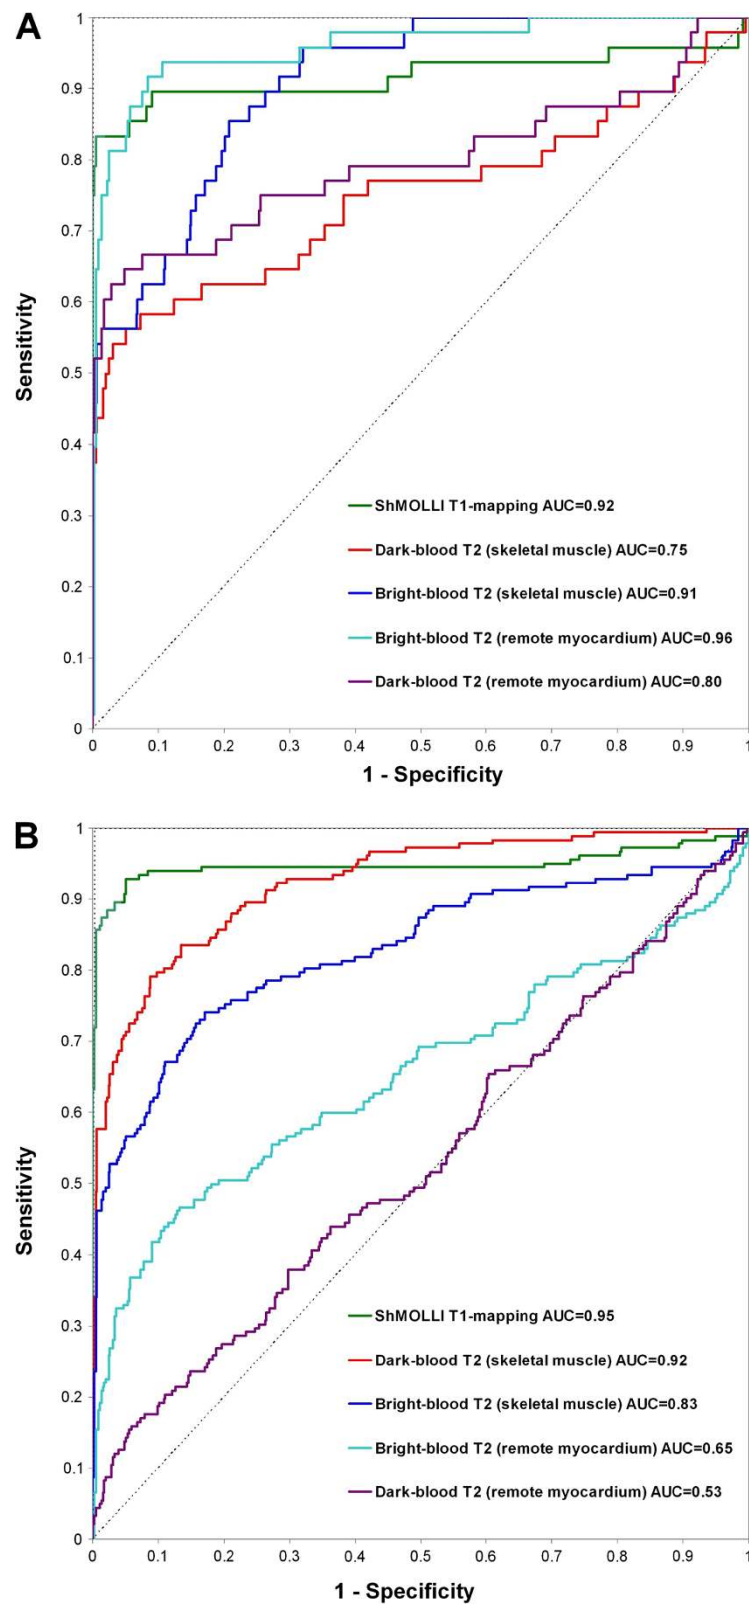 A
1
0.9
0.8
0.7
0.6
0.5
0.4
0.3
0.2
0.1
0
Sensitivity
ShMOLLI T1-mapping AUC=0.92
Dark-blood T2 (skeletal muscle) AUC=0.75
Bright-blood T2 (skeletal muscle) AUC=0.91
Bright-blood T2 (remote myocardium) AUC=0.96
Dark-blood T2 (remote myocardium) AUC=0.80
0 0.1 0.2 0.3 0.4 0.5 0.6 0.7 0.8 0.9 1
1 - Specificity
B
1
0.9
0.8
0.7
0.6
0.5
0.4
0.3
0.2
0.1
0
Sensitivity
ShMOLLI T1-mapping AUC=0.95
Dark-blood T2 (skeletal muscle) AUC=0.92
Bright-blood T2 (skeletal muscle) AUC=0.83
Bright-blood T2 (remote myocardium) AUC=0.65
Dark-blood T2 (remote myocardium) AUC=0.53
0 0.1 0.2 0.3 0.4 0.5 0.6 0.7 0.8 0.9 1
1 - Specificity